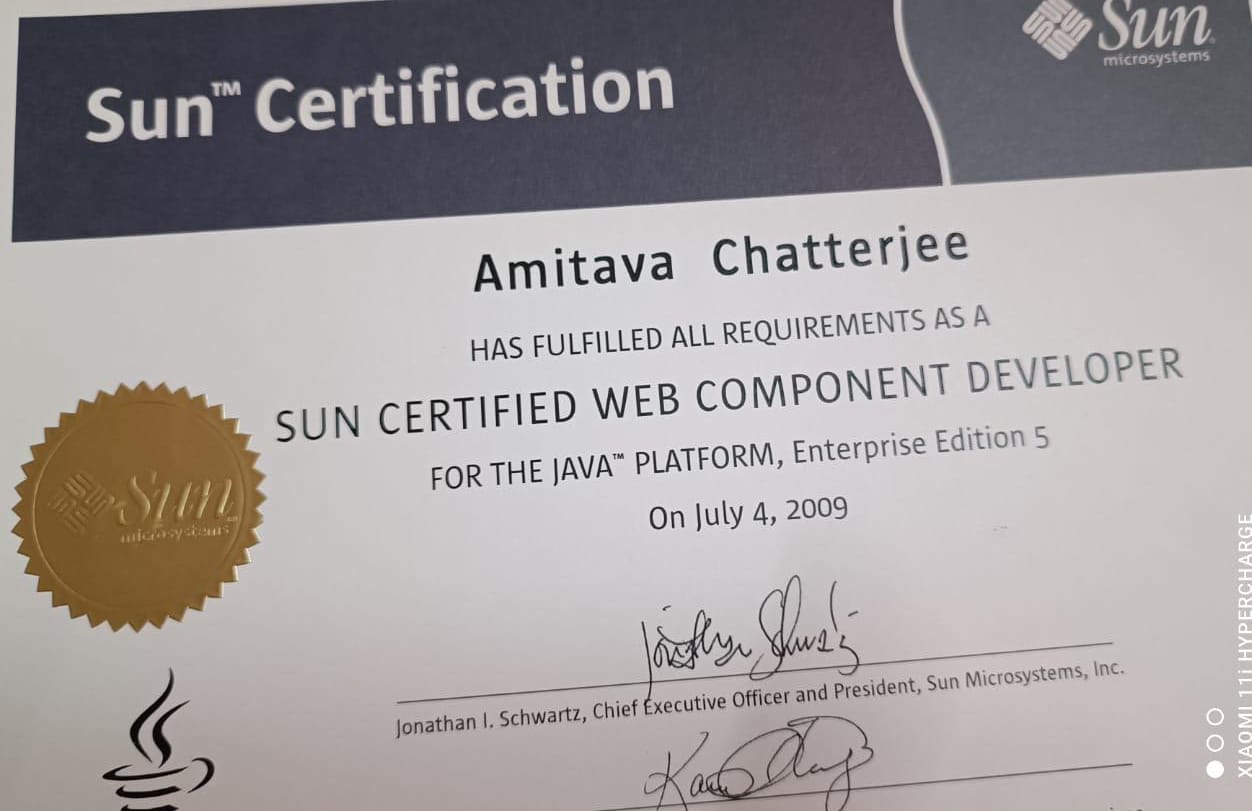 Sun
microsystems
Sun™ Certification
Amitava Chatterjee
HAS FULFILLED ALL REQUIREMENTS AS A
SUN CERTIFIED WEB COMPONENT DEVELOPER
FOR THE JAVA™ PLATFORM, Enterprise Edition 5
On July 4, 2009
Sun
microsystems
Jonathan I. Schwartz, Chief Executive Officer and President, Sun Microsystems, Inc.
XIAOMI 11i HYPERCHARGE